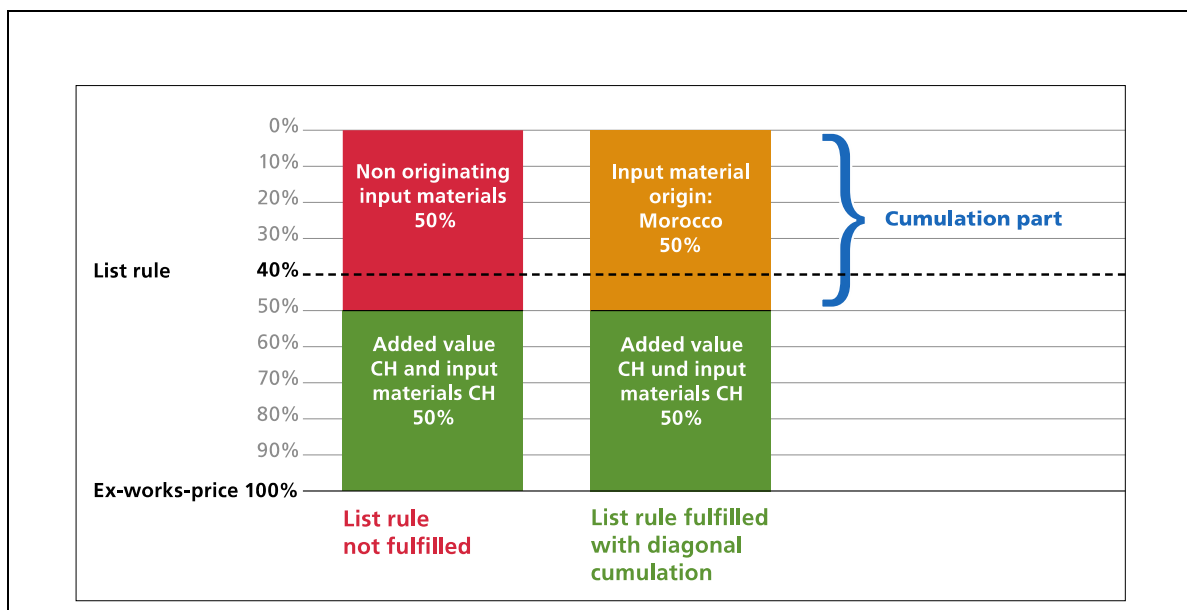 0%
10%
20%
30%
List rule 40%
50%
60%
70%
80%
90%
Ex-works-price 100%
Non originating
input materials
50%
Added value
CH and input
materials CH
50%
List rule
not fulfilled
Input material
origin:
Morocco
50%
Added value
CH und input
materials CH
50%
List rule fulfilled
with diagonal
cumulation
Cumulation part